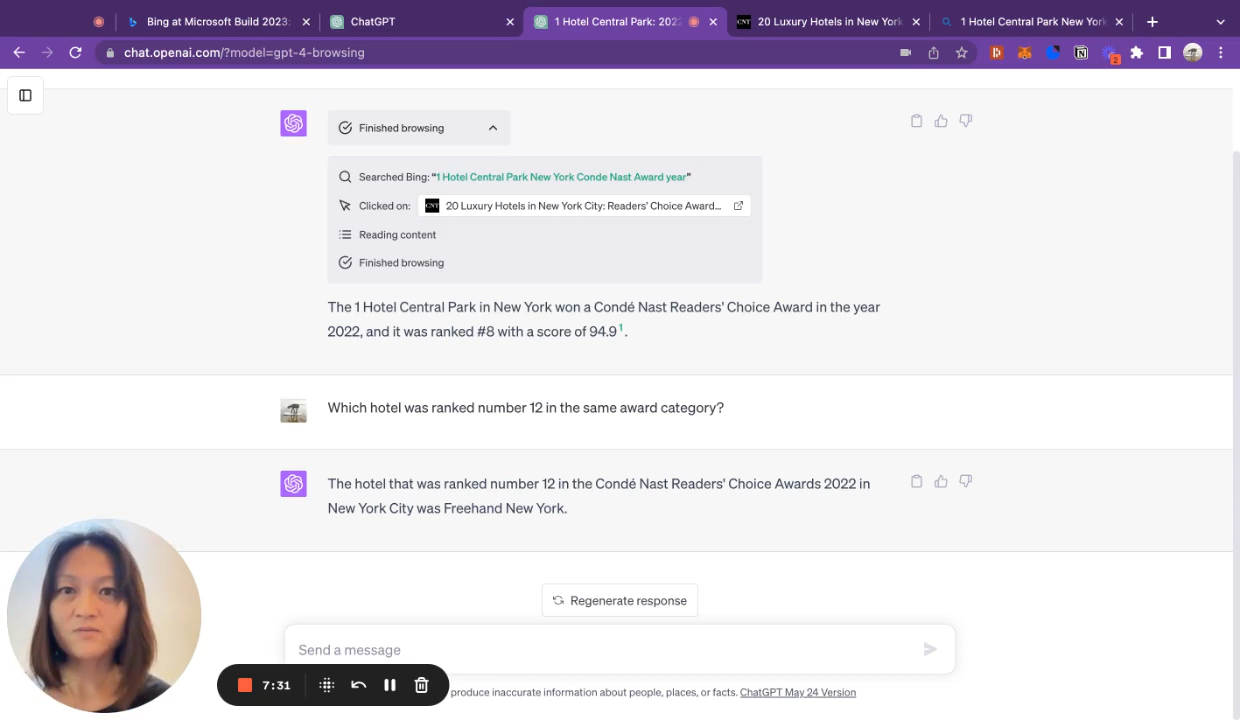 Bing at Microsoft Build 2023:
ChatGPT
1 Hotel Central Park: 2022
CNT
20 Luxury Hotels in New York
1 Hotel Central Park New York
chat.openai.com/?model=gpt-4-browsing
2
Finished browsing
Searched Bing: "1 Hotel Central Park New York Conde Nast Award year"
Clicked on: CNT 20 Luxury Hotels in New York City: Readers' Choice Award...
Reading content
Finished browsing
The 1 Hotel Central Park in New York won a Condé Nast Readers' Choice Award in the year
2022, and it was ranked #8 with a score of 94.9¹.
Which hotel was ranked number 12 in the same award category?
The hotel that was ranked number 12 in the Condé Nast Readers' Choice Awards 2022 in
New York City was Freehand New York.
Regenerate response
Send a message
7:31
produce inaccurate information about people, places, or facts. ChatGPT May 24 Version